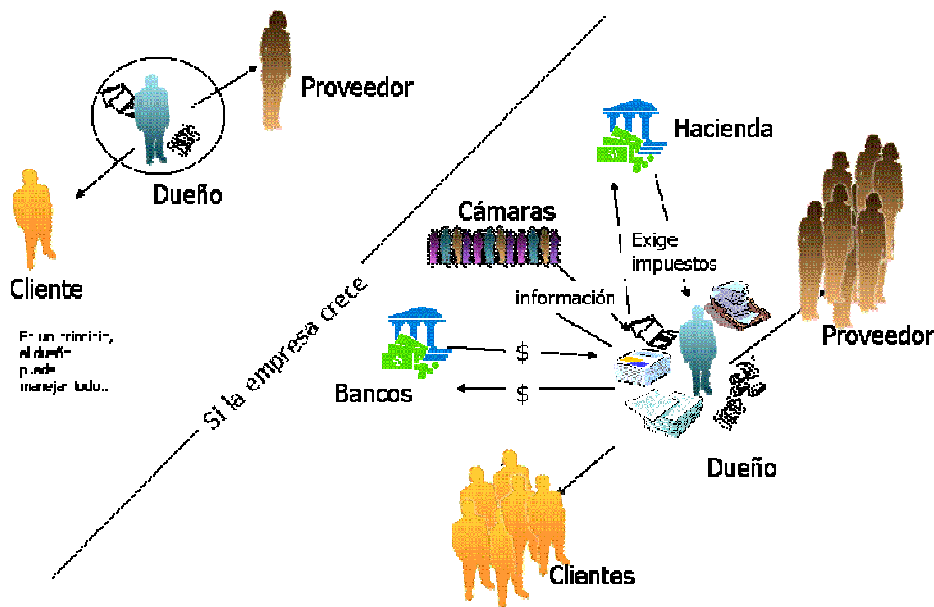 Proveedor
Dueño
Cliente
En un principio,
el dueño
puede
manejar todo..
Si la empresa crece
Hacienda
Cámaras
Exige
impuestos
información
Proveedor
$
Bancos
$
Dueño
Clientes